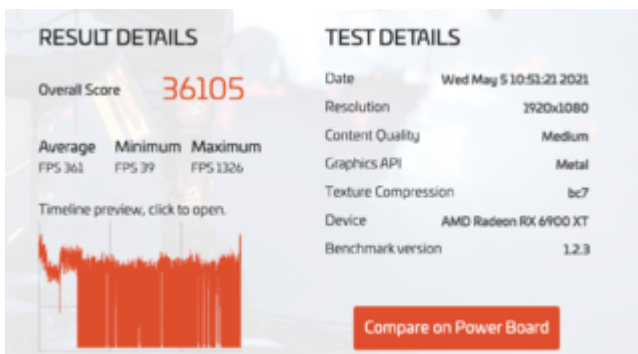 RESULT DETAILS
Overall Score 36105
Average Minimum Maximum
FPS 361 FPS 39 FPS 1326
Timeline preview, click to open.
TEST DETAILS
Date Wed May 5 10:51:21 2021
Resolution 1920x1080
Content Quality Medium
Graphics API Metal
Texture Compression bc7
Device AMD Radeon RX 6900 XT
Benchmark version 1.2.3
Compare on Power Board